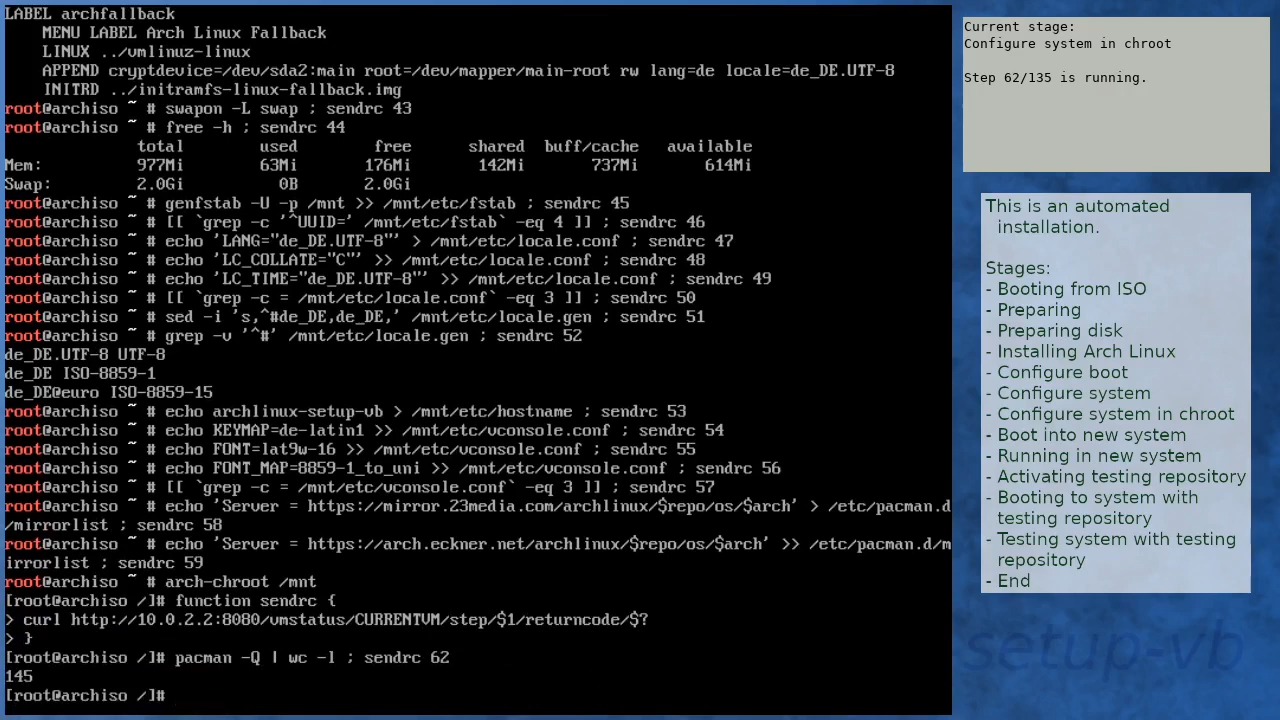 LABEL archfallback
    MENU LABEL Arch Linux Fallback
    LINUX ../vmlinuz-linux
    APPEND cryptdevice=/dev/sda2:main root=/dev/mapper/main-root rw lang=de locale=de_DE.UTF-8
    INITRD ../initramfs-linux-fallback.img
root@archiso ~ # swapon -L swap ; sendrc 43
root@archiso ~ # free -h ; sendrc 44
              total        used        free      shared  buff/cache   available
Mem:          977Mi        63Mi       176Mi       142Mi       737Mi       614Mi
Swap:         2.0Gi          0B       2.0Gi
root@archiso ~ # genfstab -U -p /mnt >> /mnt/etc/fstab ; sendrc 45
root@archiso ~ # [[ `grep -c '^UUID=' /mnt/etc/fstab` -eq 4 ]] ; sendrc 46
root@archiso ~ # echo 'LANG="de_DE.UTF-8"' > /mnt/etc/locale.conf ; sendrc 47
root@archiso ~ # echo 'LC_COLLATE="C"' >> /mnt/etc/locale.conf ; sendrc 48
root@archiso ~ # echo 'LC_TIME="de_DE.UTF-8"' >> /mnt/etc/locale.conf ; sendrc 49
root@archiso ~ # [[ `grep -c = /mnt/etc/locale.conf` -eq 3 ]] ; sendrc 50
root@archiso ~ # sed -i 's,^#de_DE,de_DE,' /mnt/etc/locale.gen ; sendrc 51
root@archiso ~ # grep -v '^#' /mnt/etc/locale.gen ; sendrc 52
de_DE.UTF-8 UTF-8
de_DE ISO-8859-1
de_DE@euro ISO-8859-15
root@archiso ~ # echo archlinux-setup-vb > /mnt/etc/hostname ; sendrc 53
root@archiso ~ # echo KEYMAP=de-latin1 >> /mnt/etc/vconsole.conf ; sendrc 54
root@archiso ~ # echo FONT=lat9w-16 >> /mnt/etc/vconsole.conf ; sendrc 55
root@archiso ~ # echo FONT_MAP=8859-1_to_uni >> /mnt/etc/vconsole.conf ; sendrc 56
root@archiso ~ # [[ `grep -c = /mnt/etc/vconsole.conf` -eq 3 ]] ; sendrc 57
root@archiso ~ # echo 'Server = https://mirror.23media.com/archlinux/$repo/os/$arch' > /etc/pacman.d
/mirrorlist ; sendrc 58
root@archiso ~ # echo 'Server = https://arch.eckner.net/archlinux/$repo/os/$arch' >> /etc/pacman.d/m
irrorlist ; sendrc 59
root@archiso ~ # arch-chroot /mnt
[root@archiso /]# function sendrc {
> curl http://10.0.2.2:8080/vmstatus/CURRENTVM/step/$1/returncode/$?
> }
[root@archiso /]# pacman -Q | wc -l ; sendrc 62
145
[root@archiso /]#
Current stage:
Configure system in chroot
Step 62/135 is running.
This is an automated
installation.
Stages:
- Booting from ISO
- Preparing
- Preparing disk
- Installing Arch Linux
- Configure boot
- Configure system
- Configure system in chroot
- Boot into new system
- Running in new system
- Activating testing repository
- Booting to system with
testing repository
- Testing system with testing
repository
- End
setup-vb